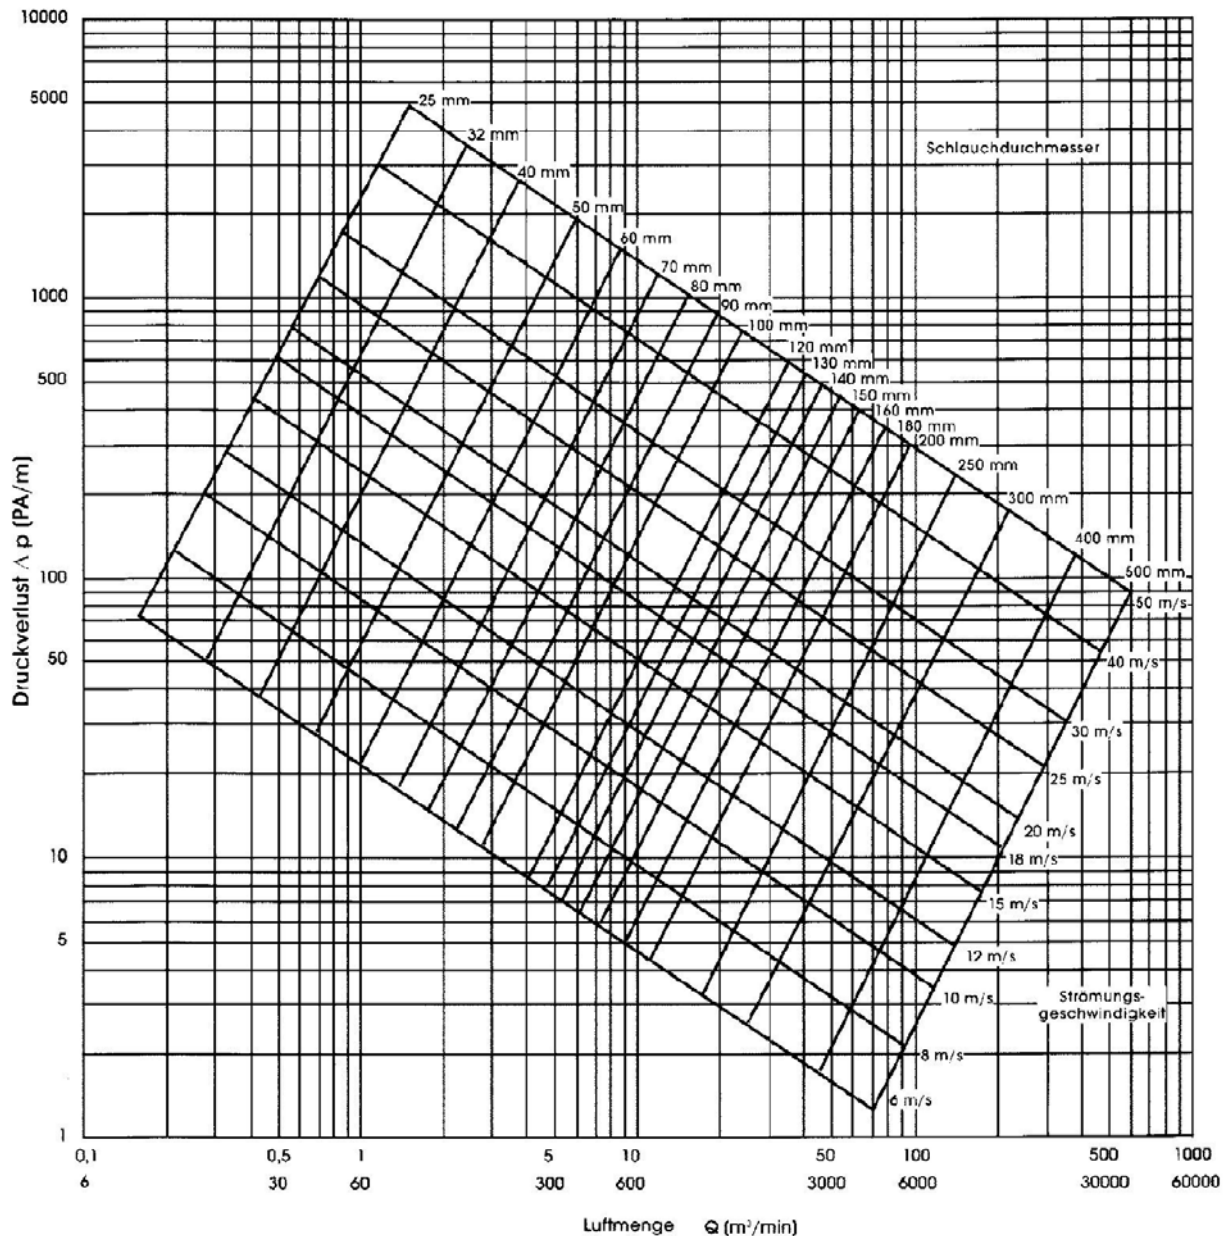 10000
5000
1000
500
100
50
10
5
1
Druckverlust Λ p (PA/m)
25 mm
32 mm
40 mm
50 mm
60 mm
70 mm
80 mm
90 mm
100 mm
120 mm
130 mm
140 mm
150 mm
160 mm
180 mm
200 mm
250 mm
300 mm
400 mm
500 mm
Schlauchdurchmesser
50 m/s
40 m/s
30 m/s
25 m/s
20 m/s
18 m/s
15 m/s
12 m/s
10 m/s
8 m/s
6 m/s
Strömungs-
geschwindigkeit
0,1 0,5 1 5 10 50 100 500 1000
6 30 60 300 600 3000 6000 30000 60000
Luftmenge Q (m³/min)